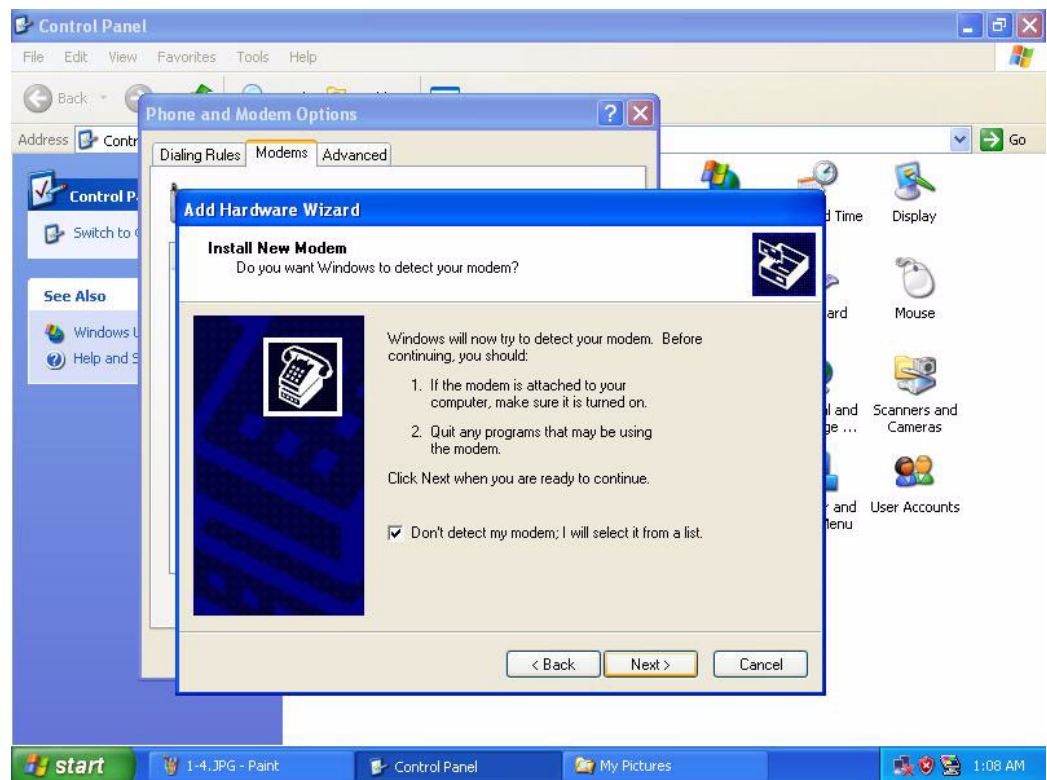 Control Panel
File Edit View Favorites Tools Help
Back
Phone and Modem Options
Address Contr
Go
Dialing Rules Modems Advanced
Control P
Switch to
See Also
Windows U
Help and S
Add Hardware Wizard
Install New Modem
Do you want Windows to detect your modem?
Windows will now try to detect your modem. Before
continuing, you should:
1. If the modem is attached to your
computer, make sure it is turned on.
2. Quit any programs that may be using
the modem.
Click Next when you are ready to continue.
Don't detect my modem; I will select it from a list.
< Back Next > Cancel
d Time
Display
ard
Mouse
l and
ge ...
Scanners and
Cameras
r and
Menu
User Accounts
start 1-4.JPG - Paint Control Panel My Pictures 1:08 AM